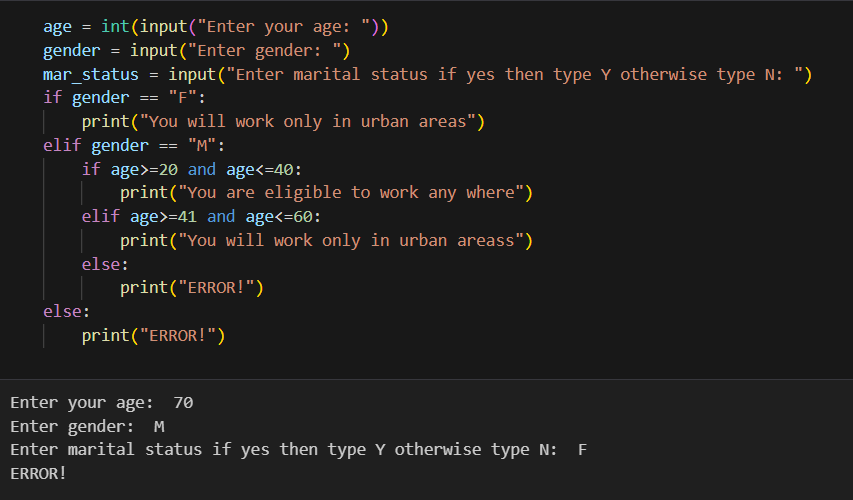 age = int(input("Enter your age: "))
gender = input("Enter gender: ")
mar_status = input("Enter marital status if yes then type Y otherwise type N: ")
if gender == "F":
    print("You will work only in urban areas")
elif gender == "M":
    if age>=20 and age<=40:
        print("You are eligible to work any where")
    elif age>=41 and age<=60:
        print("You will work only in urban areass")
    else:
        print("ERROR!")
else:
    print("ERROR!")
Enter your age:  70
Enter gender:  M
Enter marital status if yes then type Y otherwise type N:  F
ERROR!